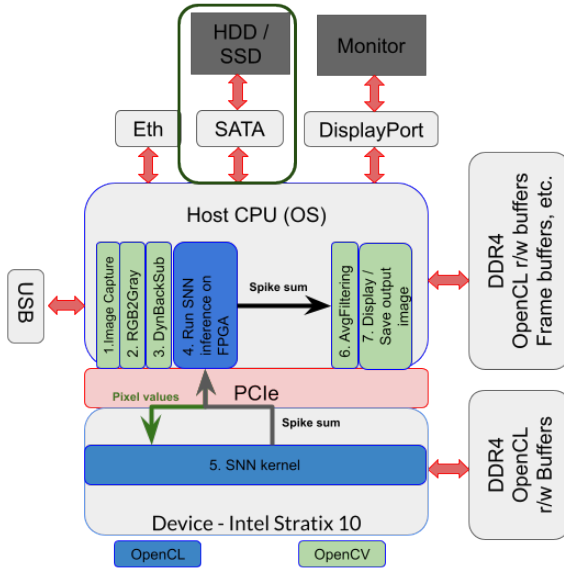 HDD /
SSD
Monitor
Eth
SATA
DisplayPort
Host CPU (OS)
1.Image Capture
2. RGB2Gray
3. DynBackSub
4. Run SNN
inference on
FPGA
Spike sum
6. AvgFiltering
7. Display /
Save output
image
USB
DDR4
OpenCL r/w buffers
Frame buffers, etc.
PCIe
Pixel values
Spike sum
5. SNN kernel
DDR4
OpenCL
r/w Buffers
Device - Intel Stratix 10
OpenCL
OpenCV